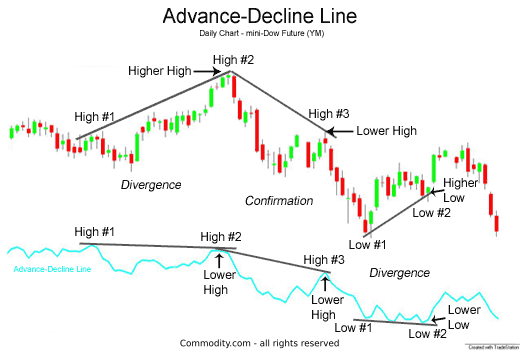 Advance-Decline Line
Daily Chart - mini-Dow Future (YM)
High #2
Higher High
High #1
High #3
Lower High
Divergence
Confirmation
Higher
Low
Low #2
Low #1
High #1
High #2
High #3
Advance-Decline Line
Lower
High
Lower
High
Divergence
Low #1
Low #2
Lower
Low
Commodity.com - all rights reserved
Created with TradeStation